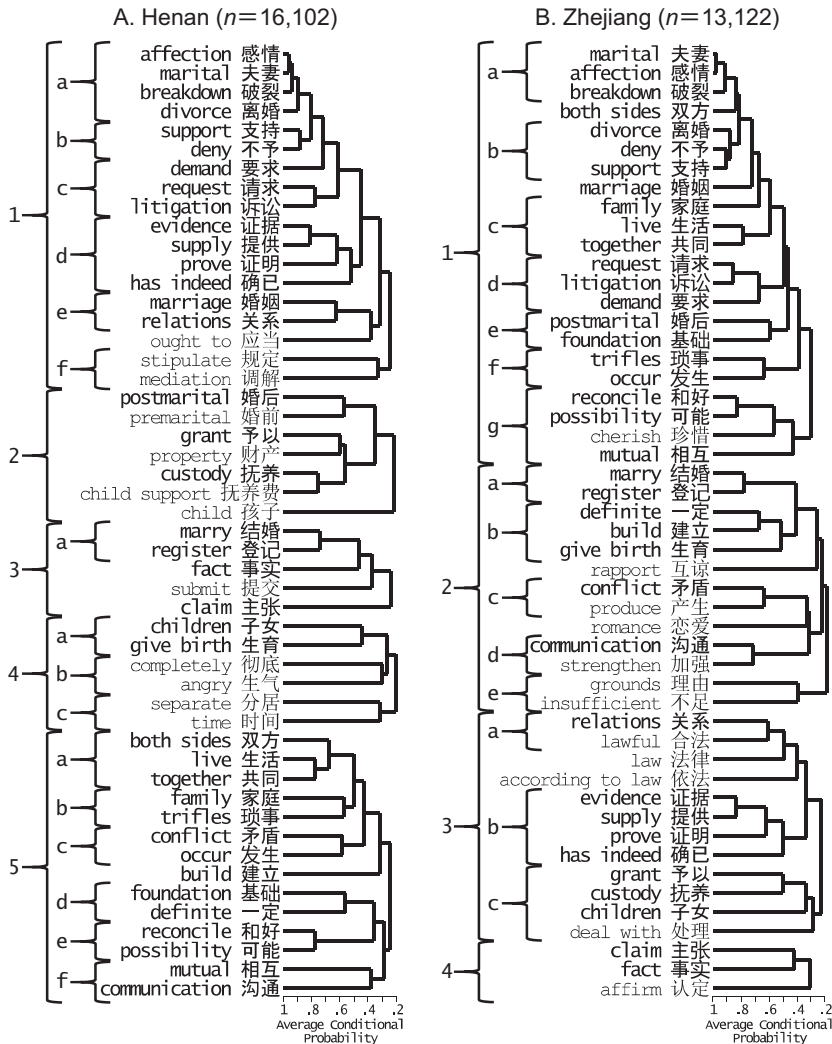 A. Henan (n=16,102)
1
a
affection 感情
marital 夫妻
breakdown 破裂
divorce 离婚
b
support 支持
deny 不予
demand 要求
c
request 请求
litigation 诉讼
d
evidence 证据
supply 提供
prove 证明
has indeed 确已
e
marriage 婚姻
relations 关系
ought to 应当
f
stipulate 规定
mediation 调解
2
postmarital 婚后
premarital 婚前
grant 予以
property 财产
custody 抚养
child support 抚养费
child 孩子
3
a
marry 结婚
register 登记
fact 事实
submit 提交
claim 主张
4
a
children 子女
give birth 生育
b
completely 彻底
angry 生气
c
separate 分居
time 时间
5
a
both sides 双方
live 生活
together 共同
b
family 家庭
trifles 琐事
c
conflict 矛盾
occur 发生
build 建立
d
foundation 基础
definite 一定
e
reconcile 和好
possibility 可能
f
mutual 相互
communication 沟通
1 .8 .6 .4 .2
Average Conditional
Probability
B. Zhejiang (n=13,122)
1
a
marital 夫妻
affection 感情
breakdown 破裂
both sides 双方
b
divorce 离婚
deny 不予
support 支持
marriage 婚姻
c
family 家庭
live 生活
together 共同
d
request 请求
litigation 诉讼
demand 要求
e
postmarital 婚后
foundation 基础
f
trifles 琐事
occur 发生
g
reconcile 和好
possibility 可能
cherish 珍惜
mutual 相互
2
a
marry 结婚
register 登记
b
definite 一定
build 建立
give birth 生育
rapport 互谅
c
conflict 矛盾
produce 产生
romance 恋爱
d
communication 沟通
strengthen 加强
e
grounds 理由
insufficient 不足
3
a
relations 关系
lawful 合法
law 法律
according to law 依法
b
evidence 证据
supply 提供
prove 证明
has indeed 确已
c
grant 予以
custody 抚养
children 子女
deal with 处理
4
claim 主张
fact 事实
affirm 认定
1 .8 .6 .4 .2
Average Conditional
Probability